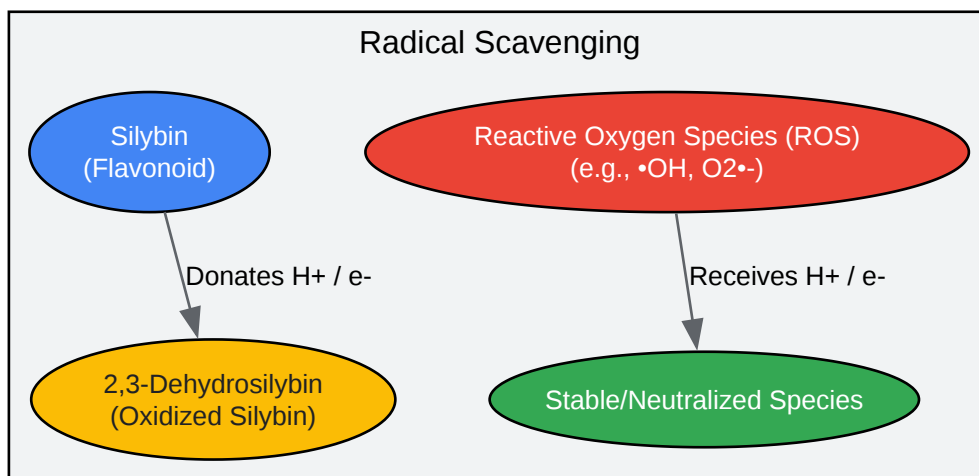 Radical Scavenging
Silybin
(Flavonoid)
Reactive Oxygen Species (ROS)
(e.g., •OH, O2•-)
Donates H+ / e-
Receives H+ / e-
2,3-Dehydrosilybin
(Oxidized Silybin)
Stable/Neutralized Species